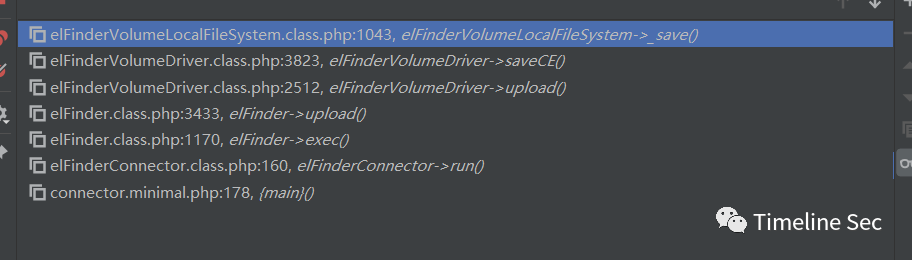 elFinderVolumeLocalFileSystem.class.php:1043, elFinderVolumeLocalFileSystem->_save()
elFinderVolumeDriver.class.php:3823, elFinderVolumeDriver->saveCE()
elFinderVolumeDriver.class.php:2512, elFinderVolumeDriver->upload()
elFinder.class.php:3433, elFinder->upload()
elFinder.class.php:1170, elFinder->exec()
elFinderConnector.class.php:160, elFinderConnector->run()
connector.minimal.php:178, {main}()
Timeline Sec